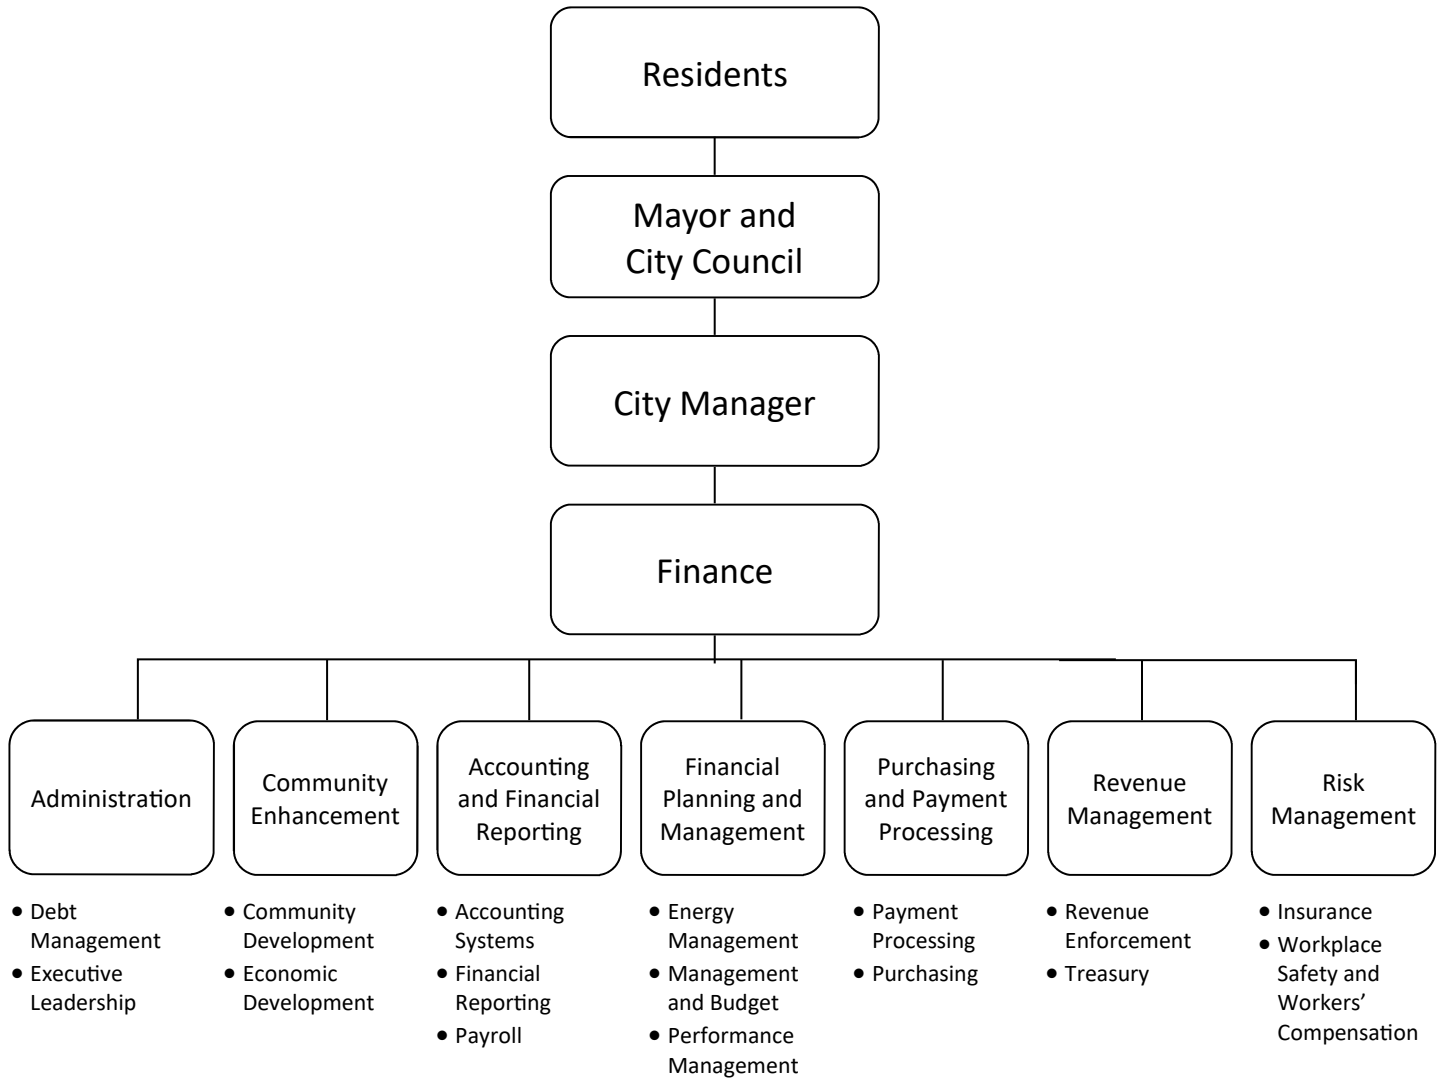 Residents
Mayor and
City Council
City Manager
Finance
Administration
Community
Enhancement
Accounting
and Financial
Reporting
Financial
Planning and
Management
Purchasing
and Payment
Processing
Revenue
Management
Risk
Management
• Debt
Management
• Executive
Leadership
• Community
Development
• Economic
Development
• Accounting
Systems
• Financial
Reporting
• Payroll
• Energy
Management
• Management
and Budget
• Performance
Management
• Payment
Processing
• Purchasing
• Revenue
Enforcement
• Treasury
• Insurance
• Workplace
Safety and
Workers’
Compensation